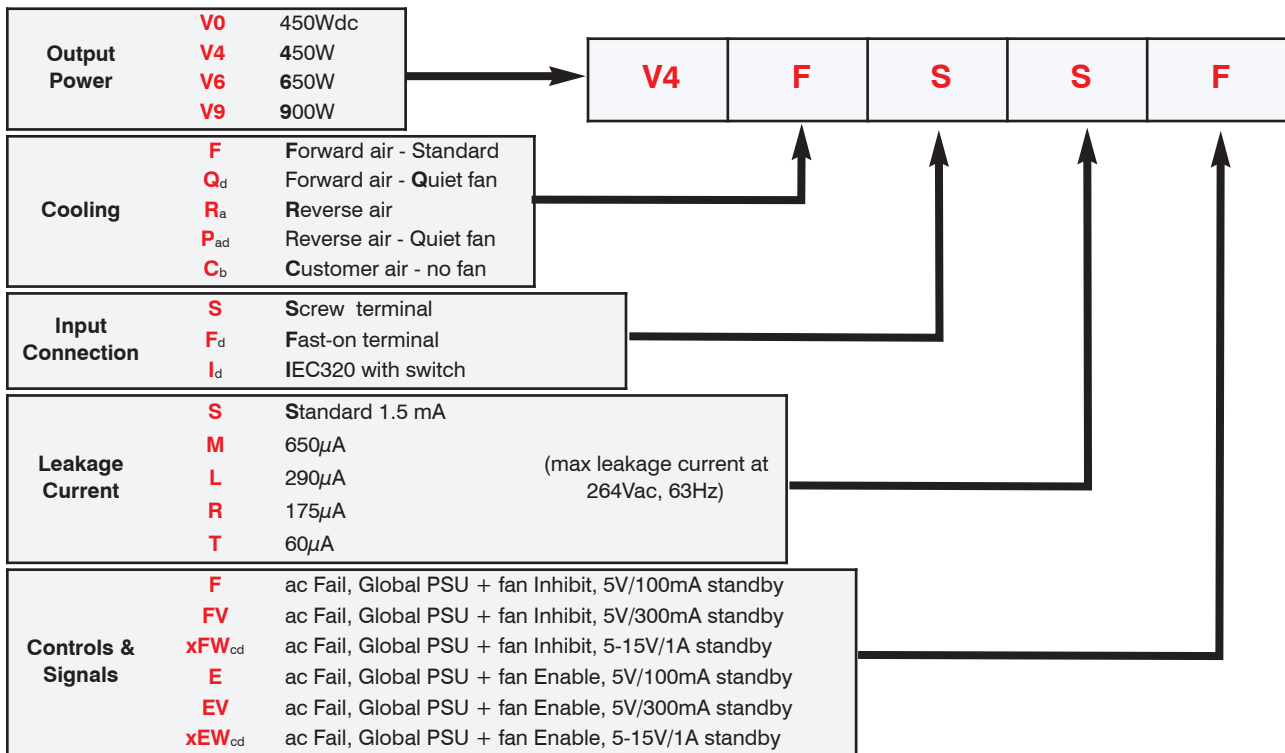 V0 450Wdc
Output Power
V4 450W
V6 650W
V9 900W
V4 F S S F
F Forward air - Standard
Qd Forward air - Quiet fan
Cooling
Ra Reverse air
Pad Reverse air - Quiet fan
Cb Customer air - no fan
S Screw terminal
Input Connection
Fd Fast-on terminal
Id IEC320 with switch
S Standard 1.5 mA
M 650µA
Leakage Current
L 290µA
(max leakage current at
264Vac, 63Hz)
R 175µA
T 60µA
F ac Fail, Global PSU + fan Inhibit, 5V/100mA standby
FV ac Fail, Global PSU + fan Inhibit, 5V/300mA standby
Controls & Signals
xFWcd ac Fail, Global PSU + fan Inhibit, 5-15V/1A standby
E ac Fail, Global PSU + fan Enable, 5V/100mA standby
EV ac Fail, Global PSU + fan Enable, 5V/300mA standby
xEWcd ac Fail, Global PSU + fan Enable, 5-15V/1A standby